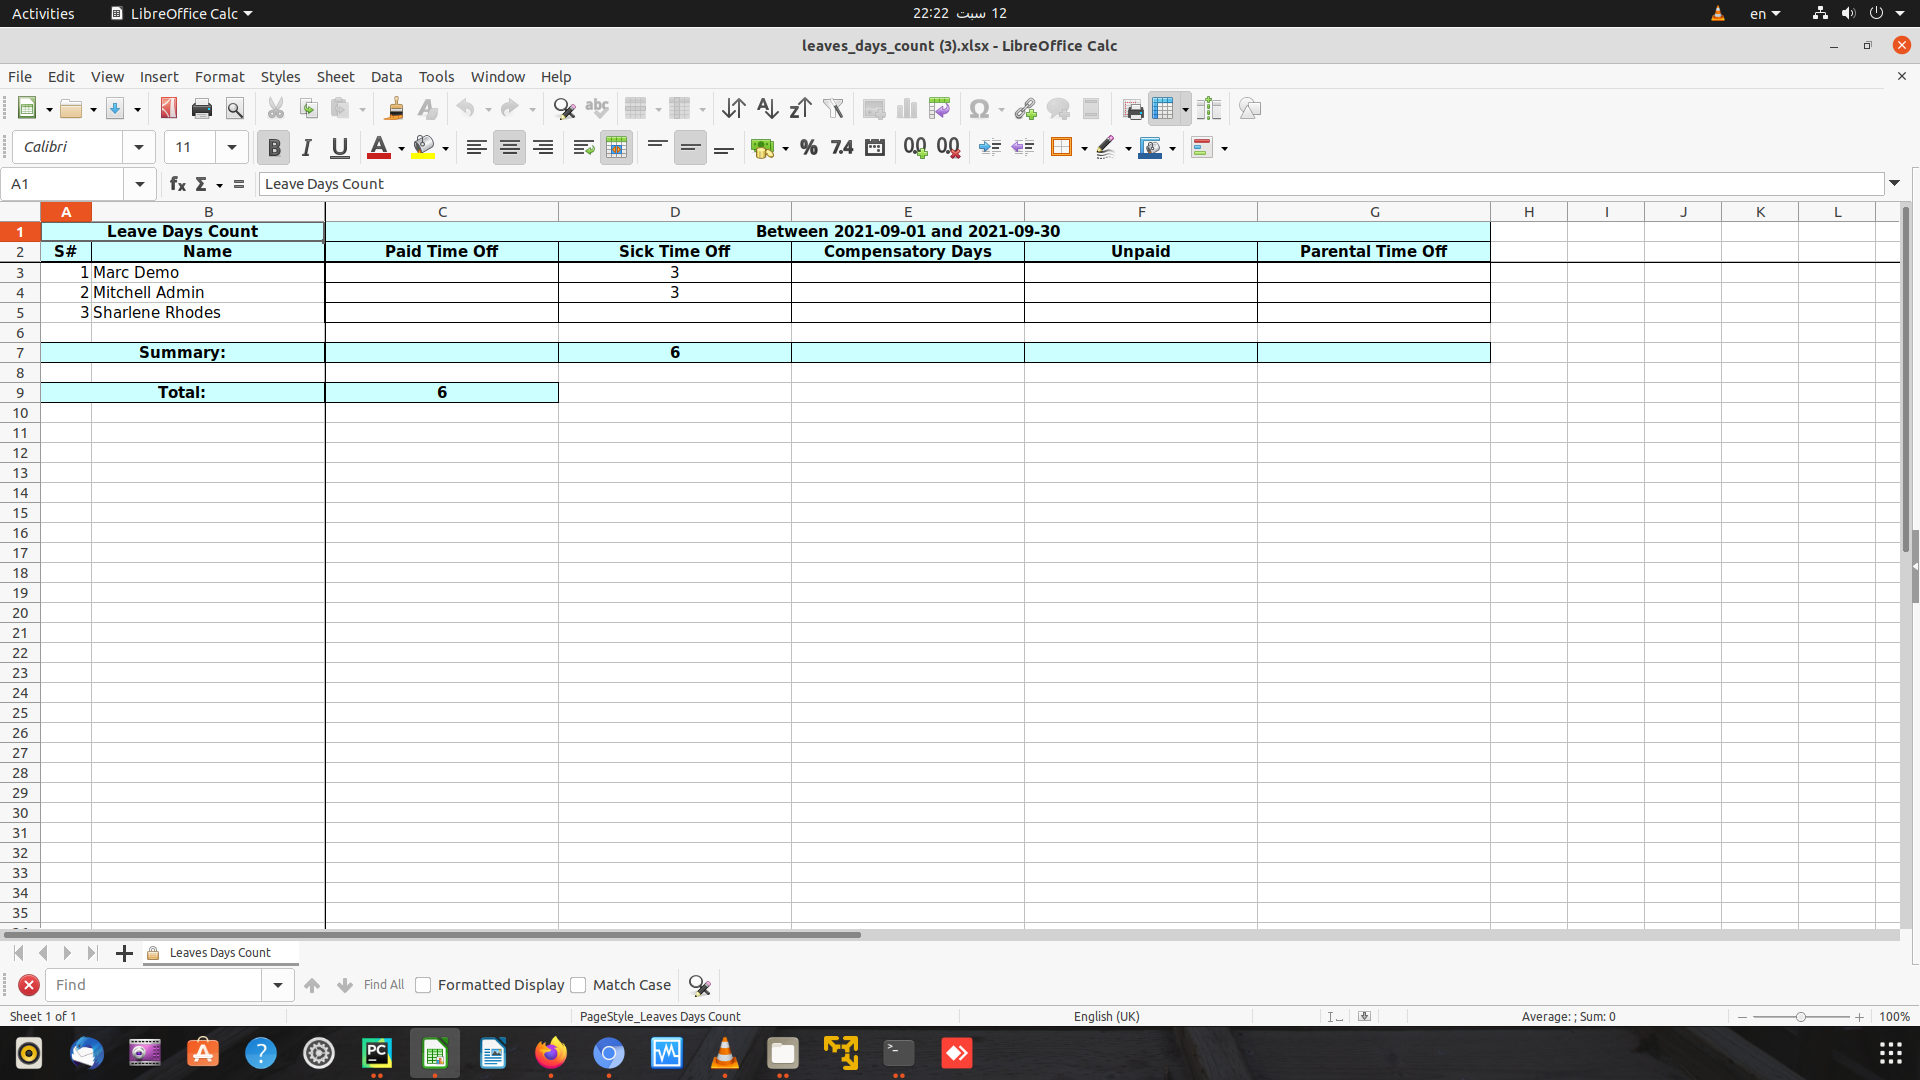 Activities LibreOffice Calc 12 سبت 22:22 en
leaves_days_count (3).xlsx - LibreOffice Calc
File Edit View Insert Format Styles Sheet Data Tools Window Help
Calibri 11
A1 Leave Days Count
A B C D E F G H I J K L
1 Leave Days Count Between 2021-09-01 and 2021-09-30
2 S# Name Paid Time Off Sick Time Off Compensatory Days Unpaid Parental Time Off
3 1 Marc Demo 3
4 2 Mitchell Admin 3
5 3 Sharlene Rhodes
6
7 Summary: 6
8
9 Total: 6
10
11
12
13
14
15
16
17
18
19
20
21
22
23
24
25
26
27
28
29
30
31
32
33
34
35
Leaves Days Count
Find Find All Formatted Display Match Case
Sheet 1 of 1 PageStyle_Leaves Days Count English (UK) Average: ; Sum: 0 100%